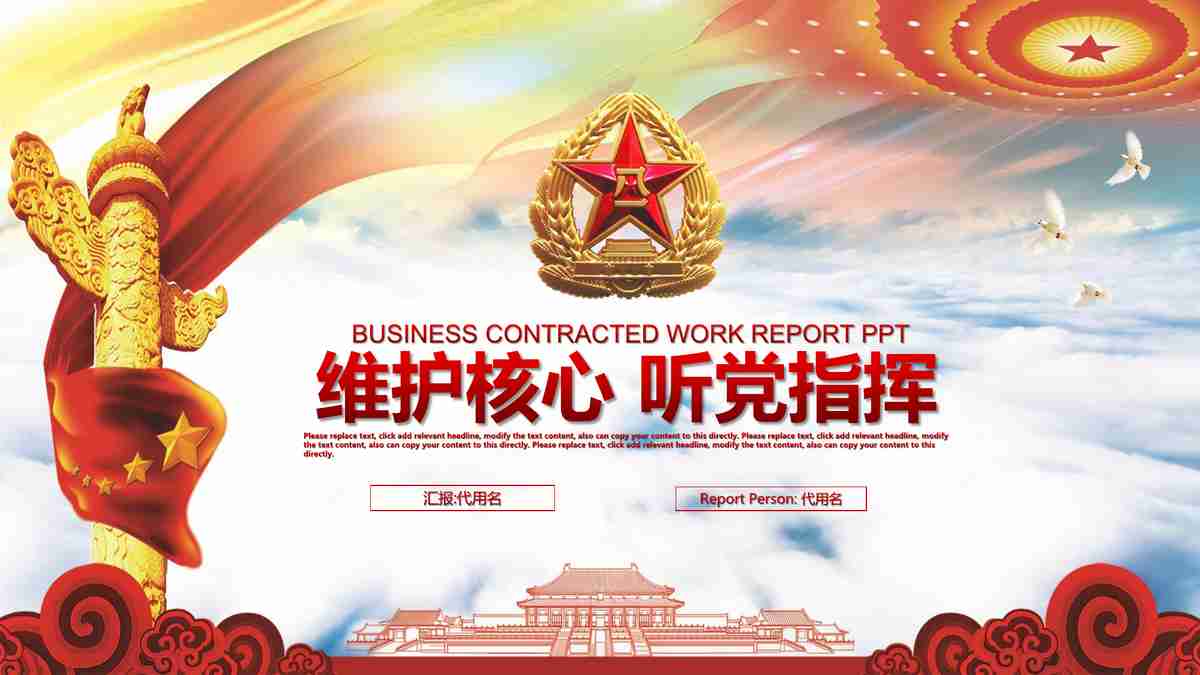 八一
BUSINESS CONTRACTED WORK REPORT PPT
维护核心 听党指挥
Please replace text, click add relevant headline, modify the text content, also can copy your content to this directly. Please replace text, click add relevant headline, modify
the text content, also can copy your content to this directly. Please replace text, click add relevant headline, modify the text content, also can copy your content to this
directly.
汇报:代用名
Report Person: 代用名